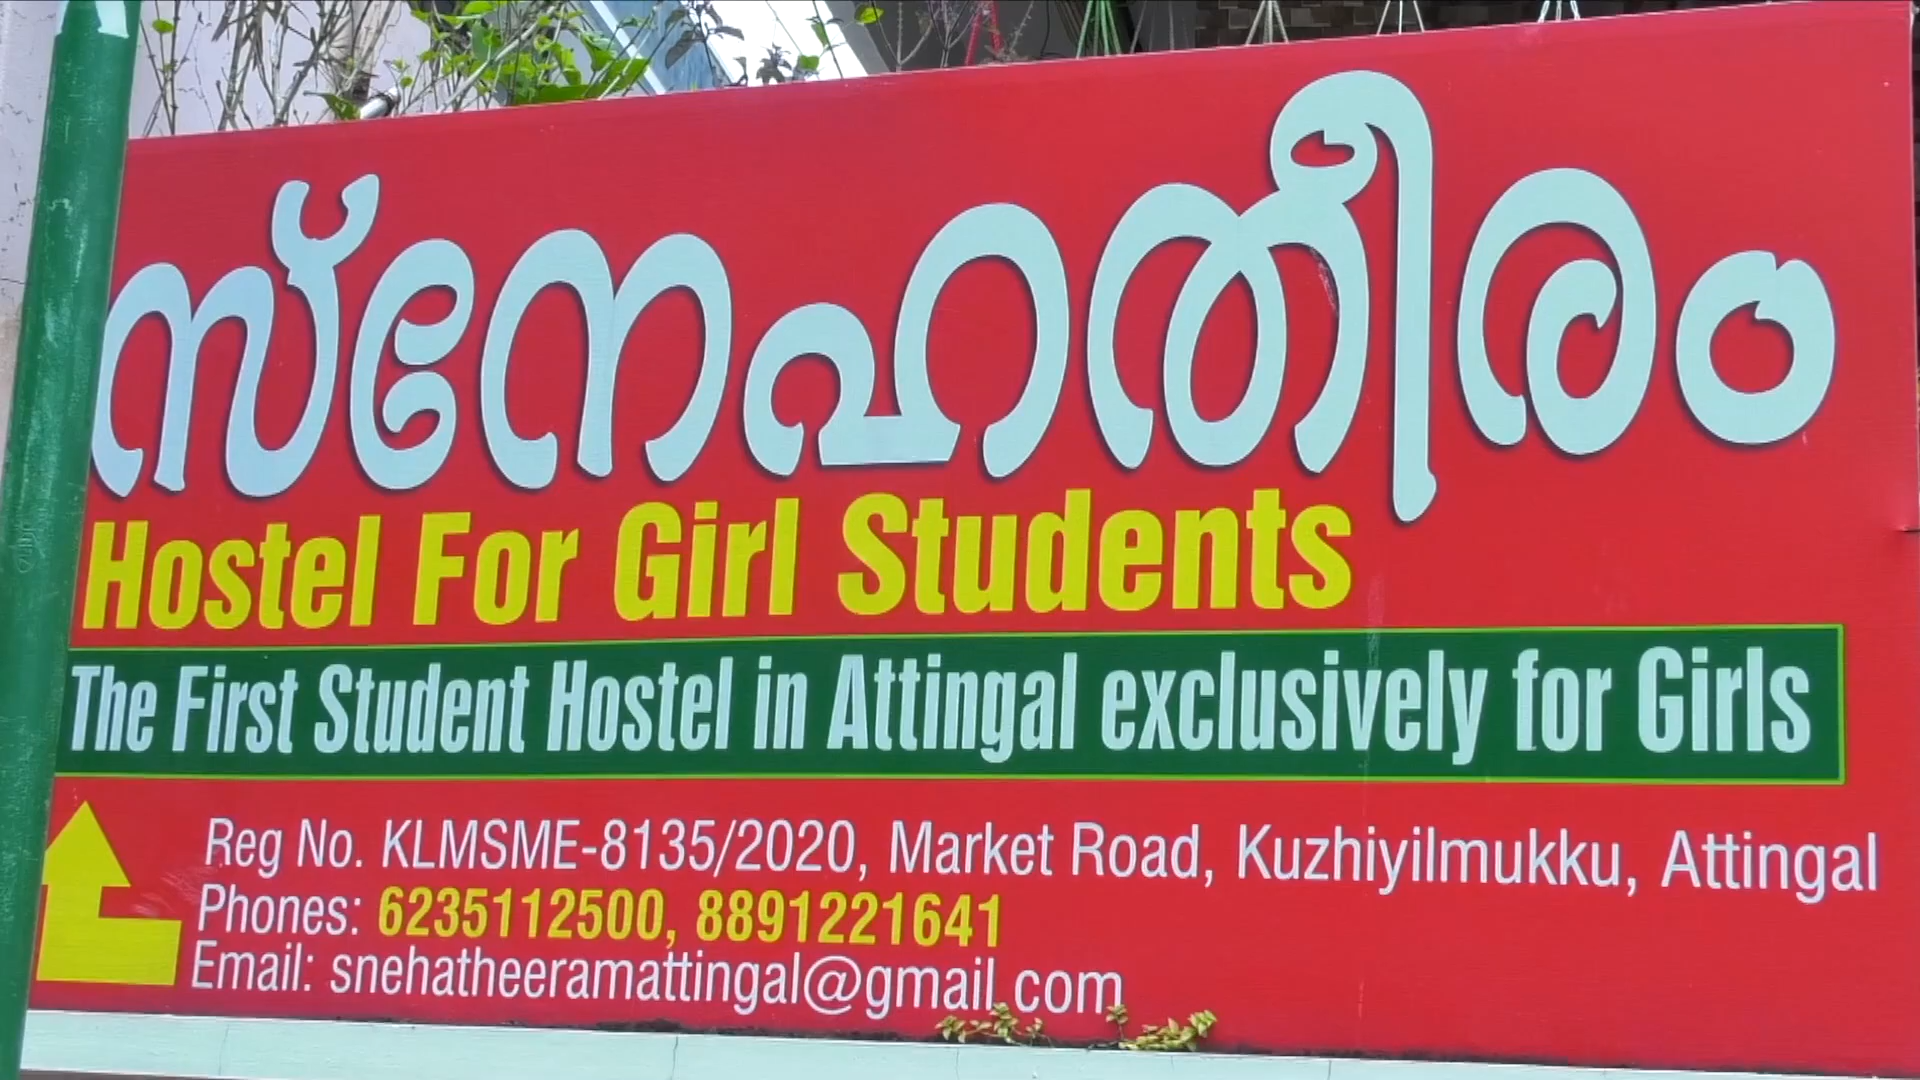 സ്നേഹതീരം
Hostel For Girl Students
The First Student Hostel in Attingal exclusively for Girls
Reg No. KLMSME-8135/2020, Market Road, Kuzhiyilmukku, Attingal
Phones: 6235112500, 8891221641
Email: snehatheeramattingal@gmail.com